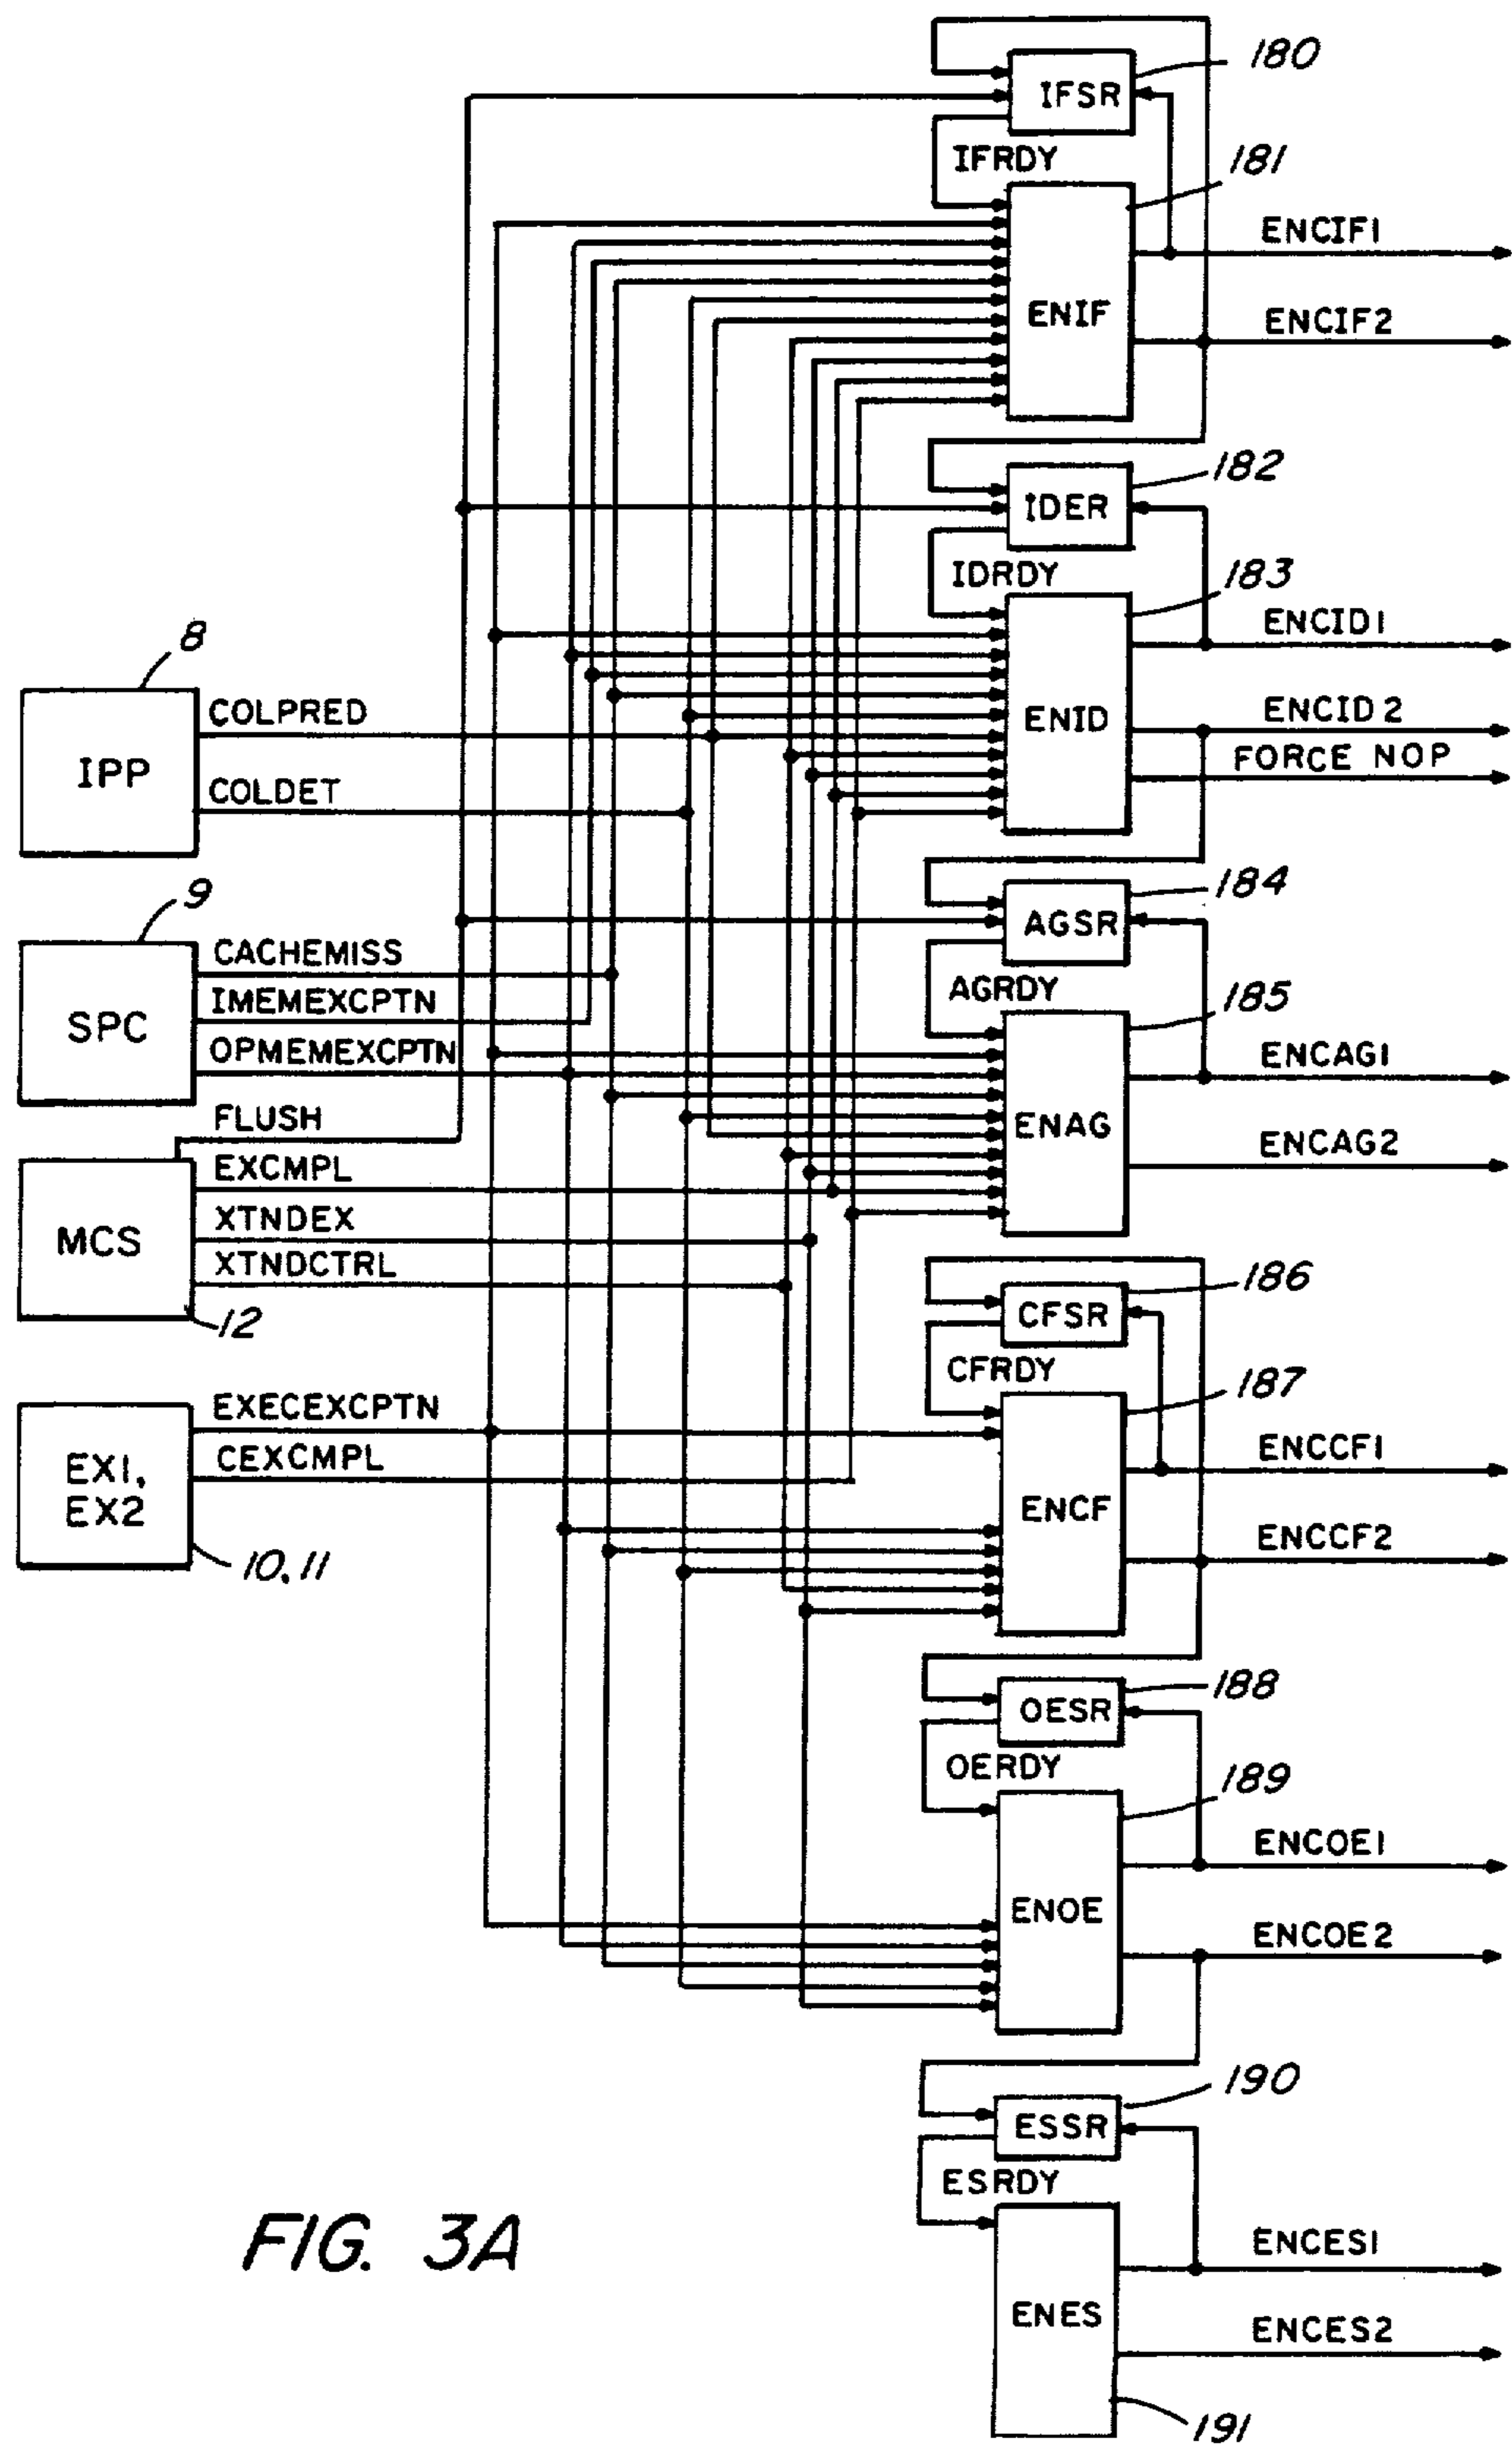 180
IFSR
IFRDY
181
ENCIF1
ENIF
ENCIF2
182
IDER
IDRDY
183
ENCID1
8
COLPRED
ENCID2
ENID
FORCE NOP
IPP
COLDET
184
9
AGSR
CACHEMISS
AGRDY
185
IMEMEXCPTN
SPC
OPMEMEXCPTN
ENCAG1
FLUSH
ENAG
ENCAG2
EXCMPL
XTNDEX
MCS
XTNDCTRL
186
12
CFSR
CFRDY
187
EXECEXCPTN
ENCCF1
CEXCMPL
EX1,
EX2
ENCF
ENCCF2
10,11
188
OESR
OERDY
189
ENCOE1
ENOE
ENCOE2
190
ESSR
ESRDY
FIG. 3A
ENCES1
ENES
ENCES2
191